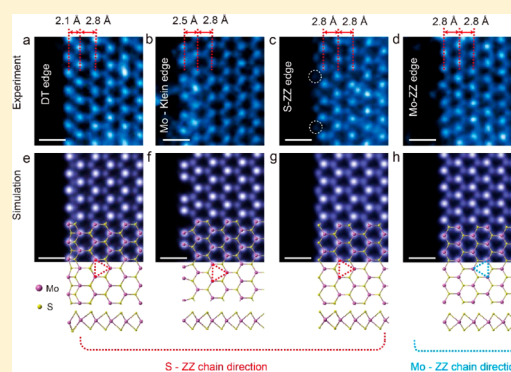 2.1 Å 2.8 Å 2.5 Å 2.8 Å 2.8 Å 2.8 Å 2.8 Å 2.8 Å
a b c d
Experiment
DT edge
Mo - Klein edge
S-ZZ edge
Mo-ZZ edge
e f g h
Simulation
Mo
S
S - ZZ chain direction Mo - ZZ chain directio